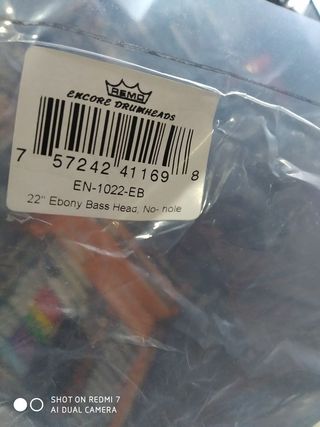 REMO
ENCORE DRUMHEADS
7 57242 41169 8
EN-1022-EB
22" Ebony Bass Head, No- hole
SHOT ON REDMI 7
AI DUAL CAMERA